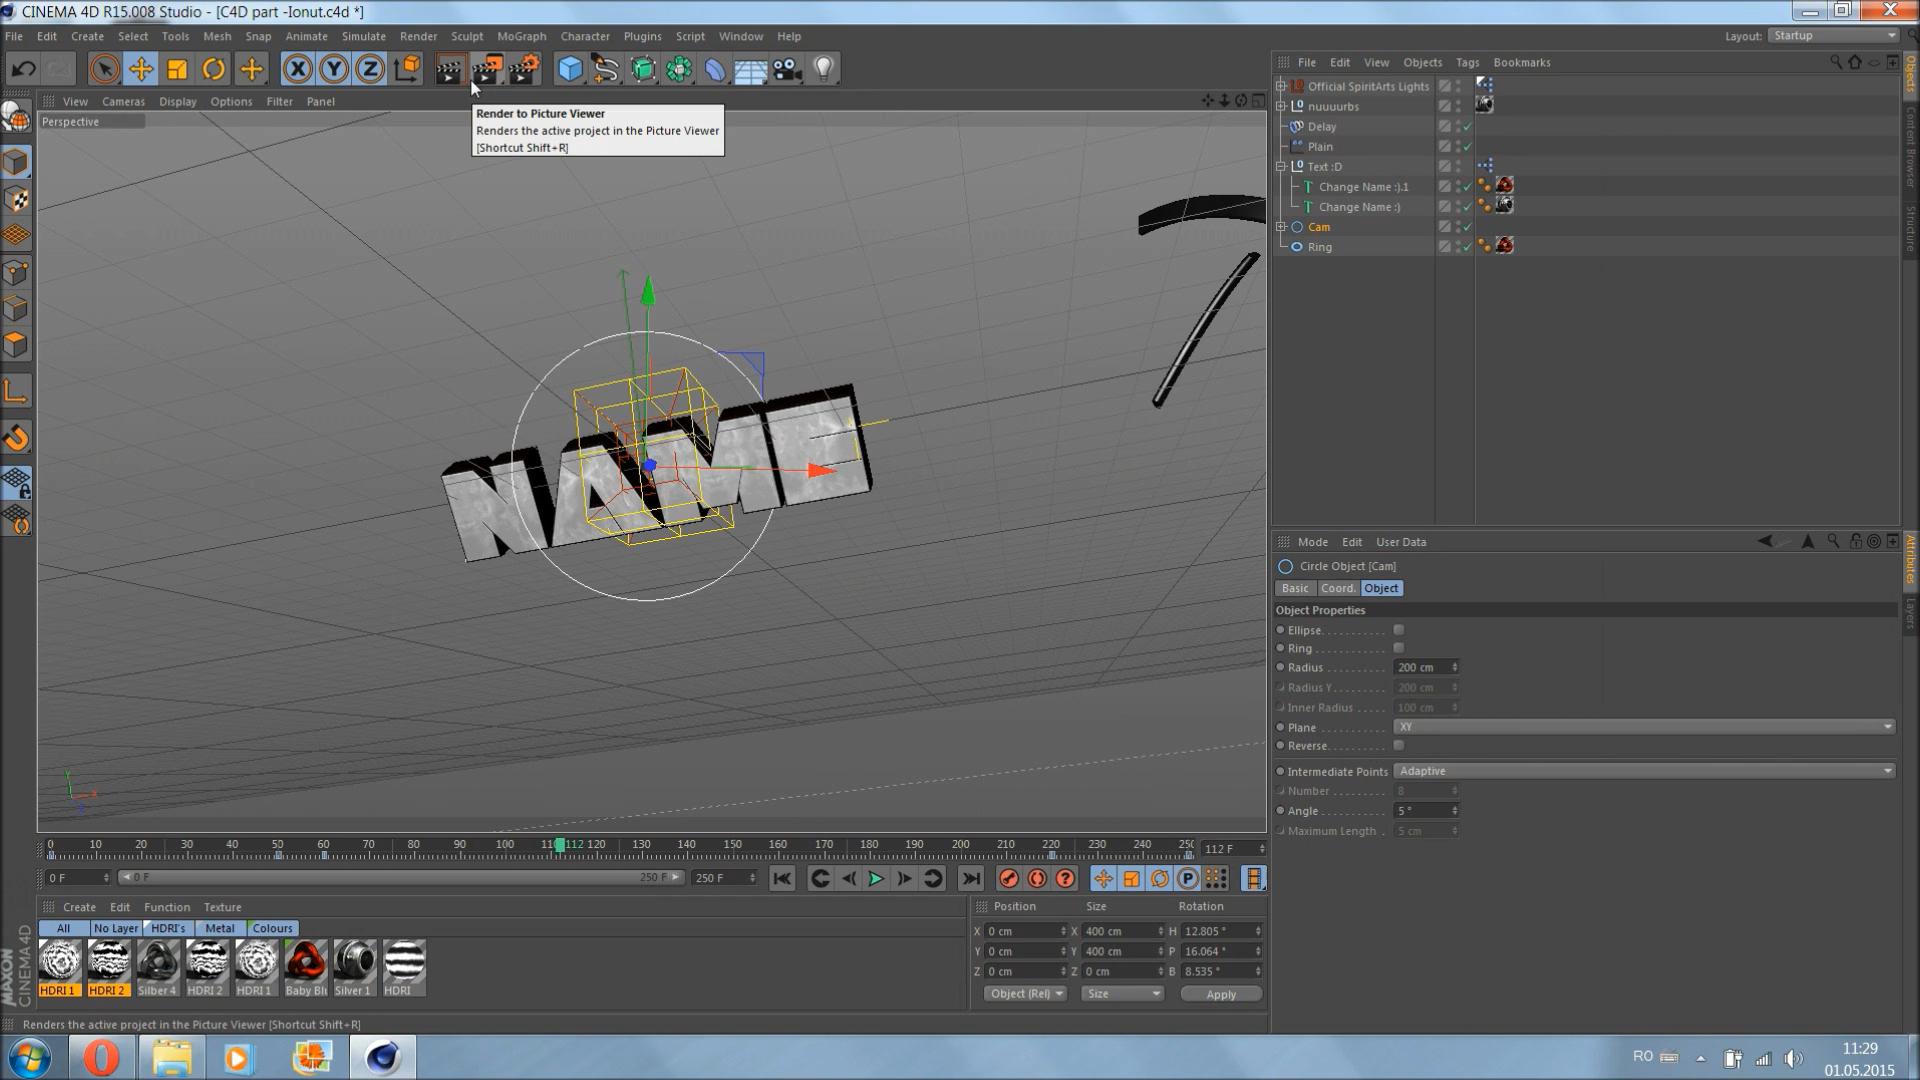 CINEMA 4D R15.008 Studio - [C4D part -Ionut.c4d *]
File Edit Create Select Tools Mesh Snap Animate Simulate Render Sculpt MoGraph Character Plugins Script Window Help
Layout: Startup
X Y Z
View Cameras Display Options Filter Panel
Perspective
Render to Picture Viewer
Renders the active project in the Picture Viewer
[Shortcut Shift+R]
NAME
File Edit View Objects Tags Bookmarks
Official SpiritArts Lights
nuuuurbs
Delay
Plain
Text :D
Change Name :).1
Change Name :)
Cam
Ring
Objects
Content Browser
Structure
Mode Edit User Data
Circle Object [Cam]
Basic Coord. Object
Object Properties
Ellipse
Ring
Radius 200 cm
Radius Y 200 cm
Inner Radius 100 cm
Plane XY
Reverse
Intermediate Points Adaptive
Number 8
Angle 5 °
Maximum Length 5 cm
Attributes
Layers
0 10 20 30 40 50 60 70 80 90 100 110 112 120 130 140 150 160 170 180 190 200 210 220 230 240 250
112 F
0 F 0 F 250 F 250 F
Create Edit Function Texture
All No Layer HDRI's Metal Colours
HDRI 1 HDRI 2 Silber 4 HDRI 2 HDRI 1 Baby Blu Silver 1 HDRI
Position Size Rotation
X 0 cm X 400 cm H 12.805 °
Y 0 cm Y 400 cm P 16.064 °
Z 0 cm Z 0 cm B 8.535 °
Object (Rel) Size Apply
MAXON CINEMA 4D
Renders the active project in the Picture Viewer [Shortcut Shift+R]
RO
11:29
01.05.2015